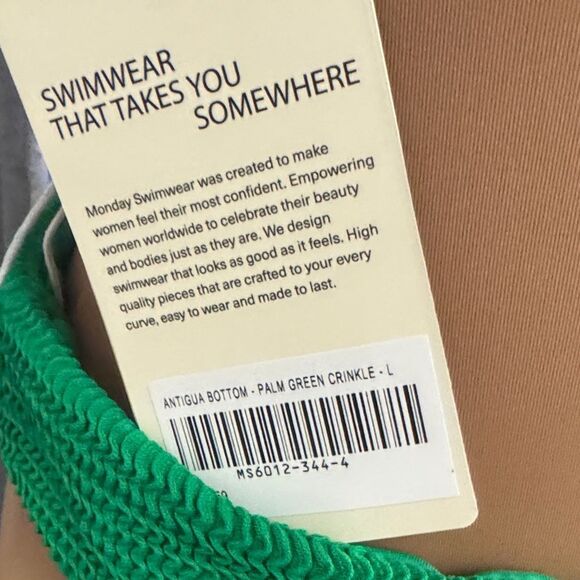 SWIMWEAR
THAT TAKES YOU
SOMEWHERE
Monday Swimwear was created to make
women feel their most confident. Empowering
women worldwide to celebrate their beauty
and bodies just as they are. We design
swimwear that looks as good as it feels. High
quality pieces that are crafted to your every
curve, easy to wear and made to last.
ANTIGUA BOTTOM - PALM GREEN CRINKLE - L
MS6012-344-4